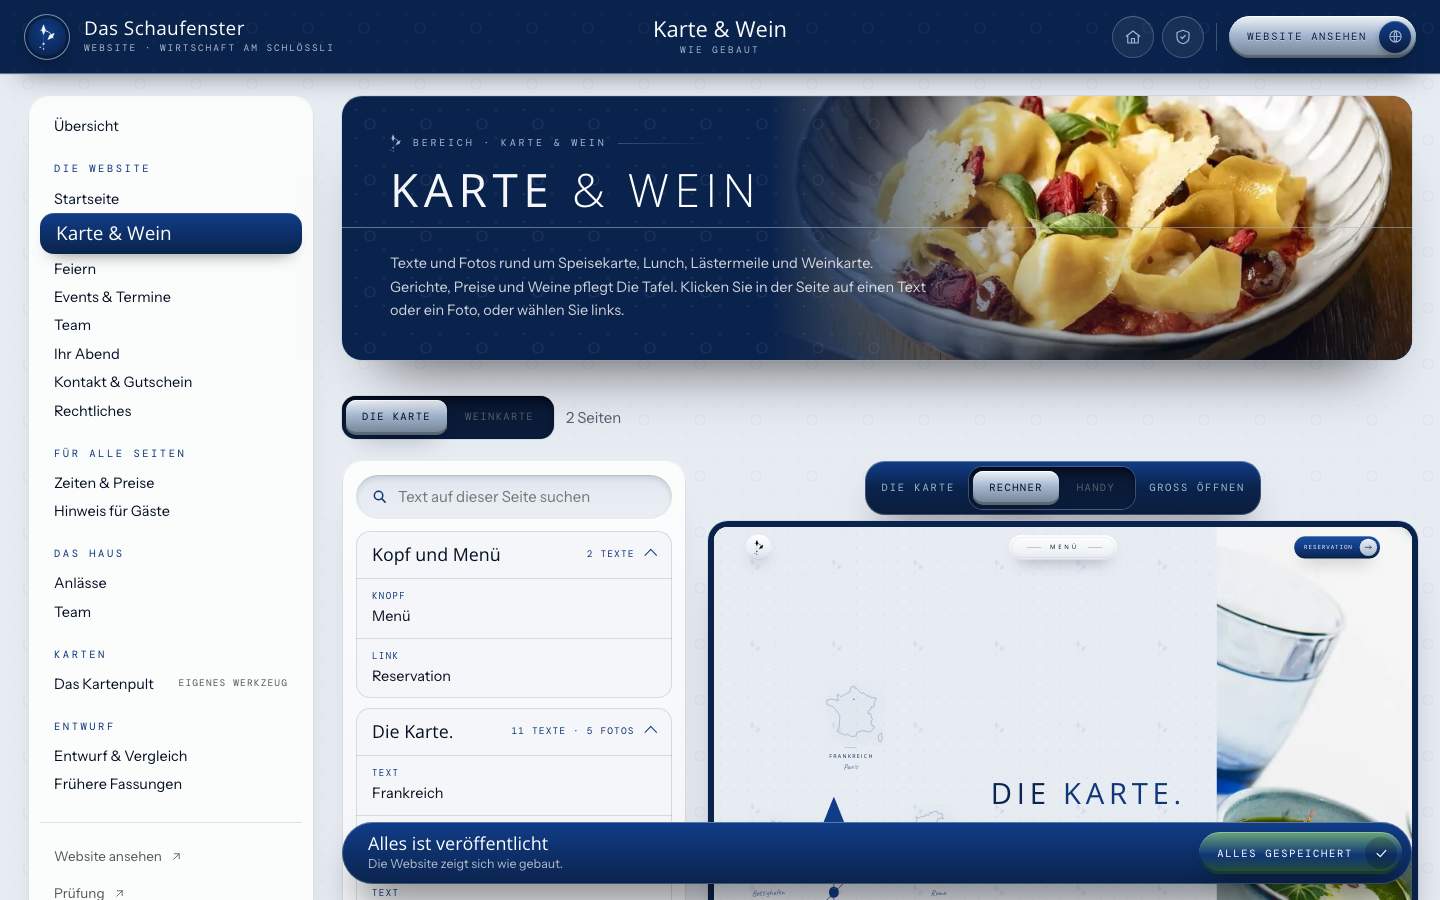 Das Schaufenster
WEBSITE · WIRTSCHAFT AM SCHLÖSSLI
Karte & Wein
WIE GEBAUT
WEBSITE ANSEHEN
Übersicht
DIE WEBSITE
Startseite
Karte & Wein
Feiern
Events & Termine
Team
Ihr Abend
Kontakt & Gutschein
Rechtliches
FÜR ALLE SEITEN
Zeiten & Preise
Hinweis für Gäste
DAS HAUS
Anlässe
Team
KARTEN
Das Kartenpult EIGENES WERKZEUG
ENTWURF
Entwurf & Vergleich
Frühere Fassungen
Website ansehen
Prüfung
BEREICH · KARTE & WEIN
KARTE & WEIN
Texte und Fotos rund um Speisekarte, Lunch, Lästermeile und Weinkarte.
Gerichte, Preise und Weine pflegt Die Tafel. Klicken Sie in der Seite auf einen Text
oder ein Foto, oder wählen Sie links.
DIE KARTE WEINKARTE 2 Seiten
Text auf dieser Seite suchen
Kopf und Menü 2 TEXTE
KNOPF
Menü
LINK
Reservation
Die Karte. 11 TEXTE · 5 FOTOS
TEXT
Frankreich
TEXT
DIE KARTE RECHNER HANDY GROSS ÖFFNEN
MENÜ
RESERVATION
FRANKREICH
Paris
DIE KARTE.
Bottighofen
Rome
Alles ist veröffentlicht
Die Website zeigt sich wie gebaut.
ALLES GESPEICHERT